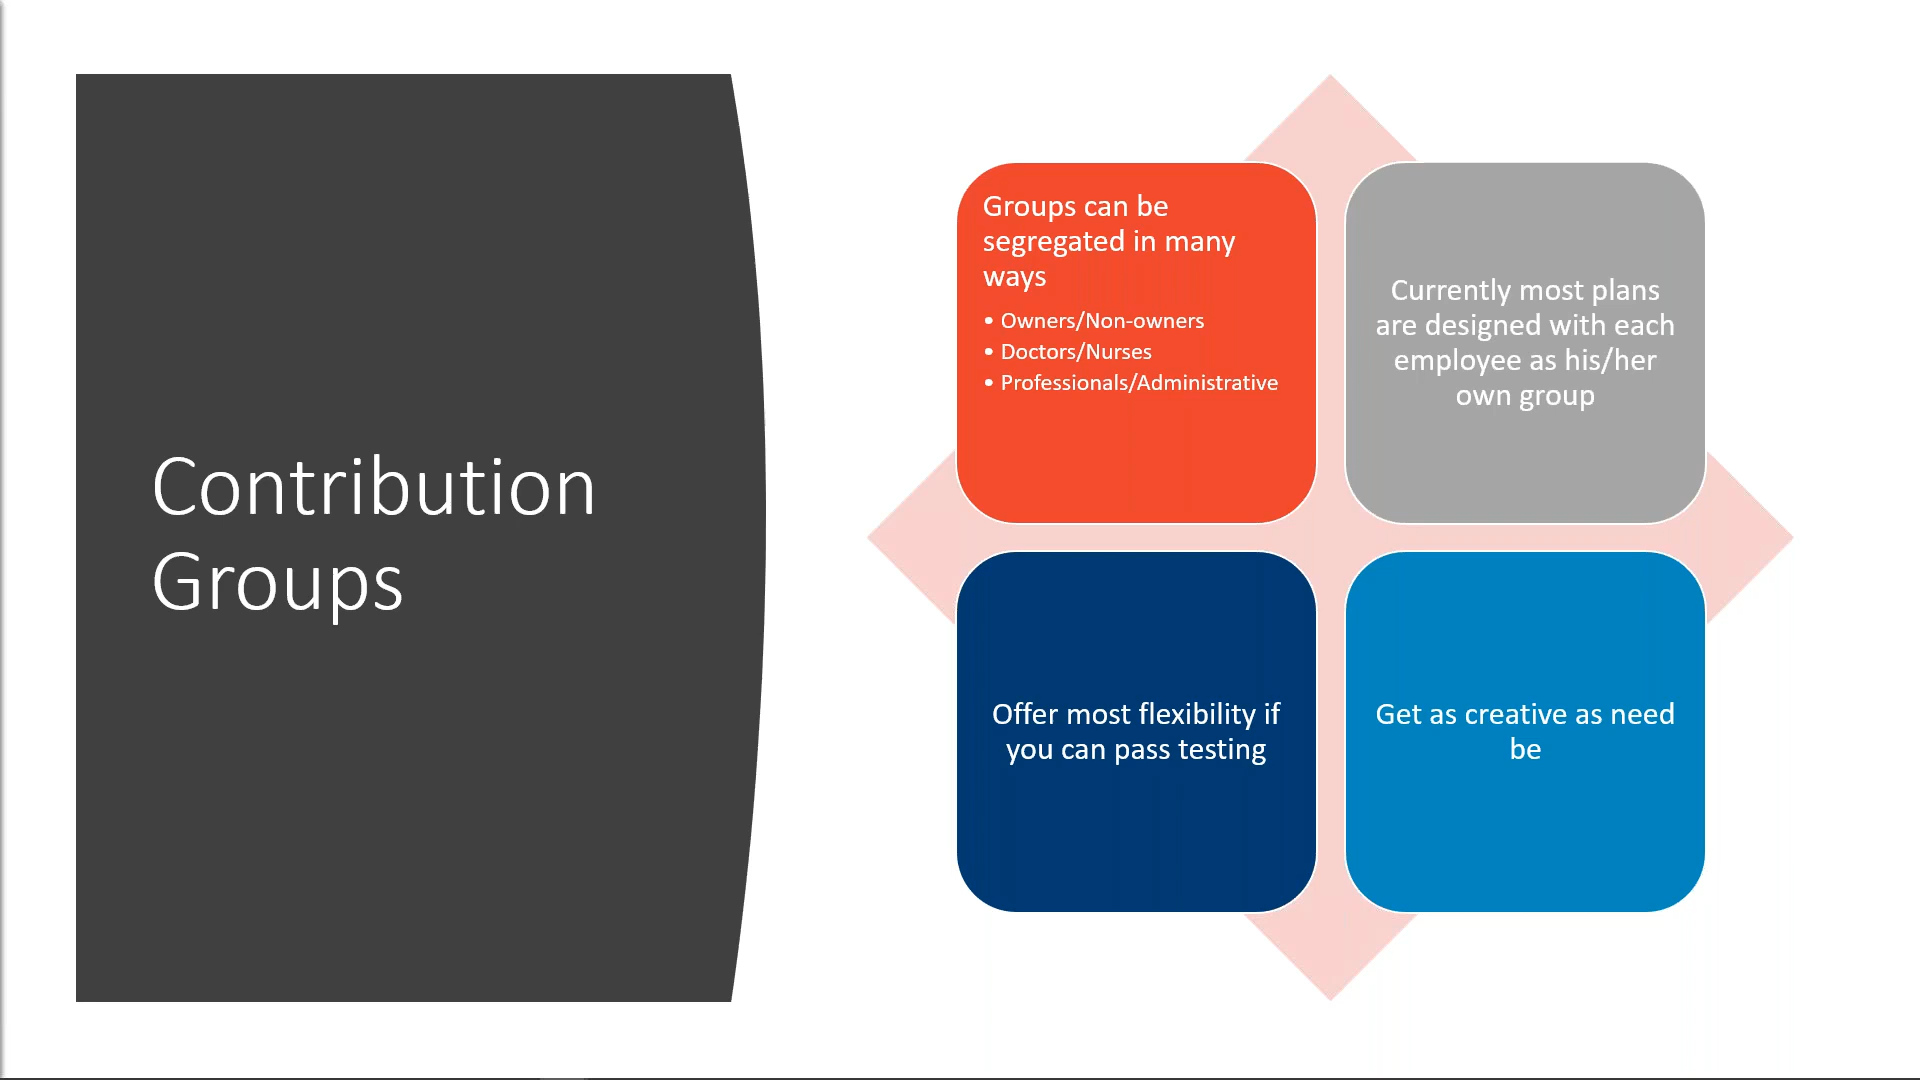 Contribution
Groups
Groups can be
segregated in many
ways
• Owners/Non-owners
• Doctors/Nurses
• Professionals/Administrative
Currently most plans
are designed with each
employee as his/her
own group
Offer most flexibility if
you can pass testing
Get as creative as need
be